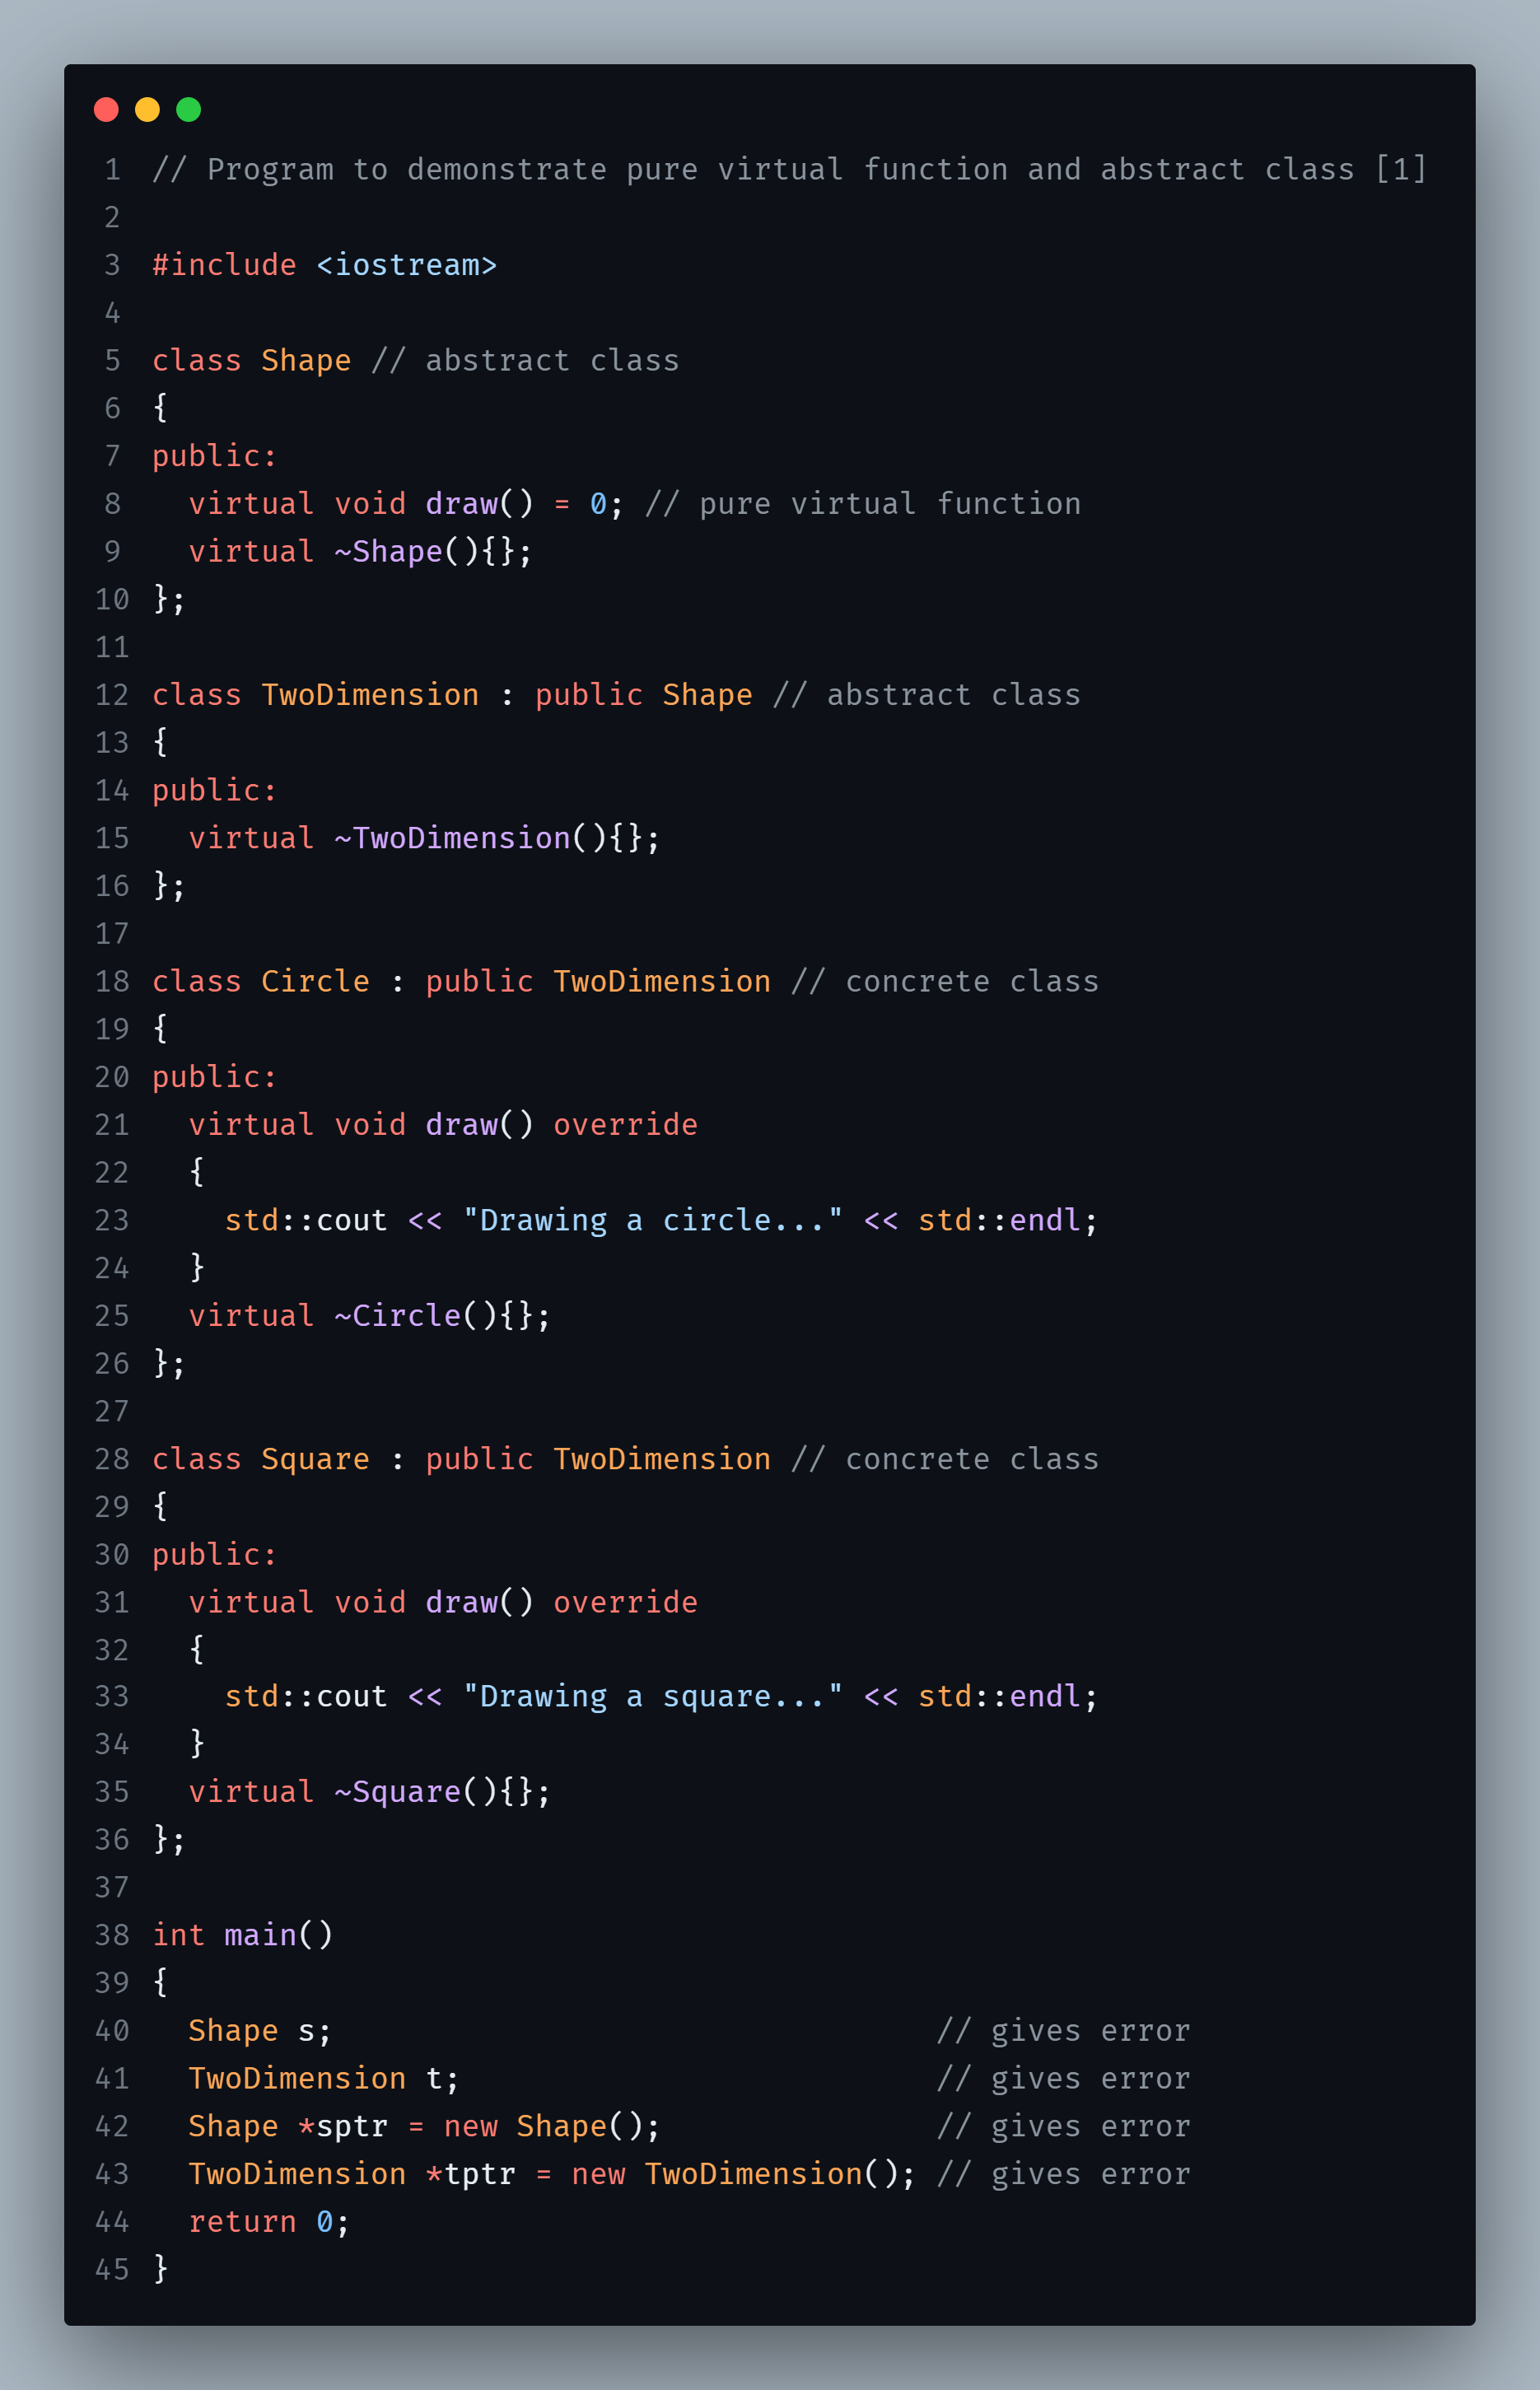 1 // Program to demonstrate pure virtual function and abstract class [1]
2
3 #include <iostream>
4
5 class Shape // abstract class
6 {
7 public:
8   virtual void draw() = 0; // pure virtual function
9   virtual ~Shape(){};
10 };
11
12 class TwoDimension : public Shape // abstract class
13 {
14 public:
15   virtual ~TwoDimension(){};
16 };
17
18 class Circle : public TwoDimension // concrete class
19 {
20 public:
21   virtual void draw() override
22   {
23     std::cout << "Drawing a circle..." << std::endl;
24   }
25   virtual ~Circle(){};
26 };
27
28 class Square : public TwoDimension // concrete class
29 {
30 public:
31   virtual void draw() override
32   {
33     std::cout << "Drawing a square..." << std::endl;
34   }
35   virtual ~Square(){};
36 };
37
38 int main()
39 {
40   Shape s;                                 // gives error
41   TwoDimension t;                          // gives error
42   Shape *sptr = new Shape();               // gives error
43   TwoDimension *tptr = new TwoDimension(); // gives error
44   return 0;
45 }